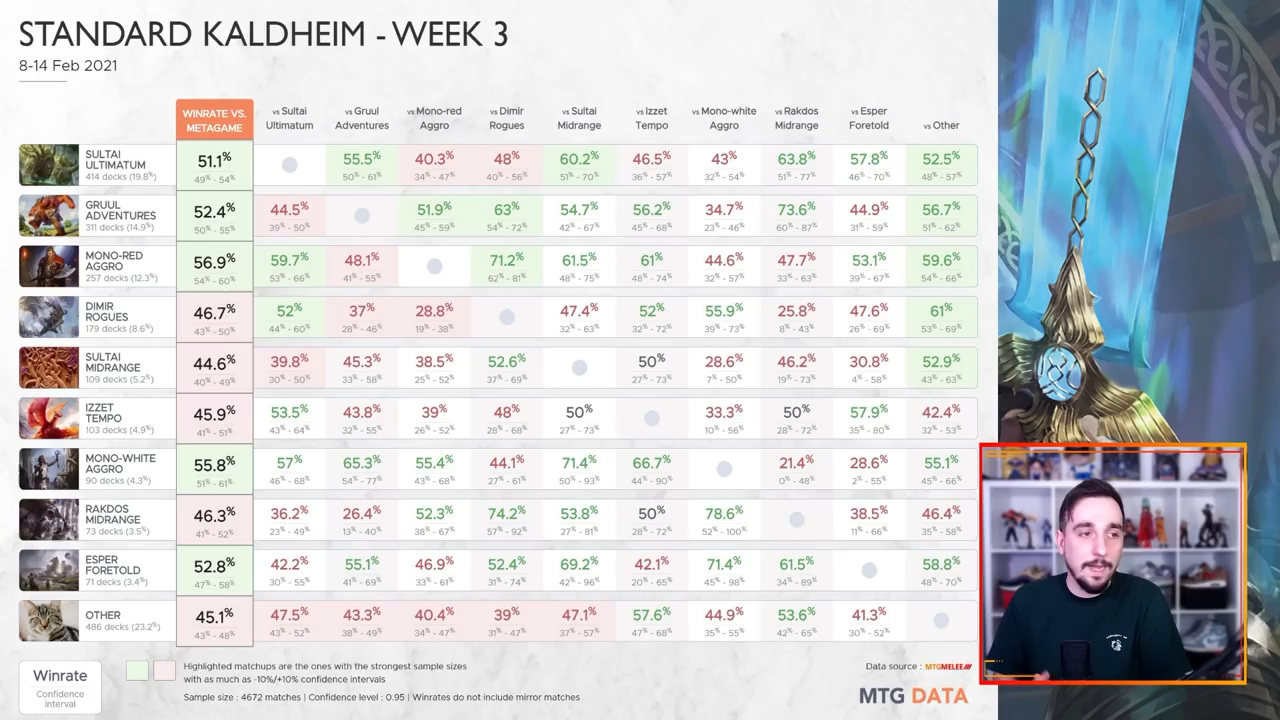 STANDARD KALDHEIM - WEEK 3
8-14 Feb 2021
WINRATE VS. METAGAME
vs Sultai Ultimatum
vs Gruul Adventures
vs Mono-red Aggro
vs Dimir Rogues
vs Sultai Midrange
vs Izzet Tempo
vs Mono-white Aggro
vs Rakdos Midrange
vs Esper Foretold
vs Other
SULTAI ULTIMATUM
414 decks (19.8%)
51.1% 55.5% 40.3% 48% 60.2% 46.5% 43% 63.8% 57.8% 52.5%
49% - 54% 50% - 61% 34% - 47% 40% - 56% 51% - 70% 36% - 57% 32% - 54% 51% - 77% 46% - 70% 48% - 57%
GRUUL ADVENTURES
311 decks (14.9%)
52.4% 44.5% 51.9% 63% 54.7% 56.2% 34.7% 73.6% 44.9% 56.7%
50% - 55% 39% - 50% 45% - 59% 54% - 72% 42% - 67% 45% - 68% 23% - 46% 60% - 87% 31% - 59% 51% - 62%
MONO-RED AGGRO
257 decks (12.3%)
56.9% 59.7% 48.1% 71.2% 61.5% 61% 44.6% 47.7% 53.1% 59.6%
54% - 60% 53% - 66% 41% - 55% 62% - 81% 48% - 75% 48% - 74% 32% - 57% 33% - 63% 39% - 67% 54% - 66%
DIMIR ROGUES
179 decks (8.6%)
46.7% 52% 37% 28.8% 47.4% 52% 55.9% 25.8% 47.6% 61%
43% - 50% 44% - 60% 28% - 46% 19% - 38% 32% - 63% 32% - 72% 39% - 73% 8% - 43% 26% - 69% 53% - 69%
SULTAI MIDRANGE
109 decks (5.2%)
44.6% 39.8% 45.3% 38.5% 52.6% 50% 28.6% 46.2% 30.8% 52.9%
40% - 49% 30% - 50% 33% - 58% 25% - 52% 37% - 69% 27% - 73% 7% - 50% 19% - 73% 4% - 58% 43% - 63%
IZZET TEMPO
103 decks (4.9%)
45.9% 53.5% 43.8% 39% 48% 50% 33.3% 50% 57.9% 42.4%
41% - 51% 43% - 64% 32% - 55% 26% - 52% 28% - 68% 27% - 73% 10% - 56% 28% - 72% 35% - 80% 32% - 53%
MONO-WHITE AGGRO
90 decks (4.3%)
55.8% 57% 65.3% 55.4% 44.1% 71.4% 66.7% 21.4% 28.6% 55.1%
51% - 61% 46% - 68% 54% - 77% 43% - 68% 27% - 61% 50% - 93% 44% - 90% 0% - 48% 2% - 55% 45% - 66%
RAKDOS MIDRANGE
73 decks (3.5%)
46.3% 36.2% 26.4% 52.3% 74.2% 53.8% 50% 78.6% 38.5% 46.4%
41% - 52% 23% - 49% 13% - 40% 38% - 67% 57% - 92% 27% - 81% 28% - 72% 52% - 100% 11% - 66% 35% - 58%
ESPER FORETOLD
71 decks (3.4%)
52.8% 42.2% 55.1% 46.9% 52.4% 69.2% 42.1% 71.4% 61.5% 58.8%
47% - 58% 30% - 55% 41% - 69% 33% - 61% 31% - 74% 42% - 96% 20% - 65% 45% - 98% 34% - 89% 48% - 70%
OTHER
486 decks (23.2%)
45.1% 47.5% 43.3% 40.4% 39% 47.1% 57.6% 44.9% 53.6% 41.3%
43% - 48% 43% - 52% 38% - 49% 34% - 47% 31% - 47% 37% - 57% 47% - 68% 35% - 55% 42% - 65% 30% - 52%
Winrate
Confidence interval
Highlighted matchups are the ones with the strongest sample sizes
with as much as -10%/+10% confidence intervals
Sample size : 4672 matches | Confidence level : 0.95 | Winrates do not include mirror matches
Data source : MTGMELEE
MTG DATA